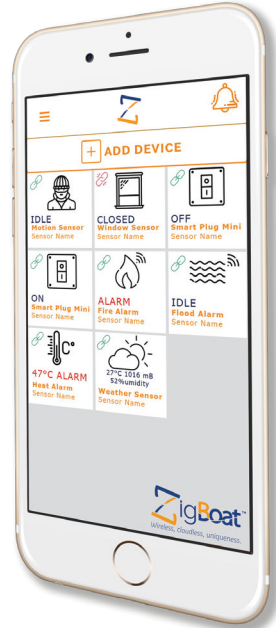 Z
ADD DEVICE
IDLE
Motion Sensor
Sensor Name
CLOSED
Window Sensor
Sensor Name
OFF
Smart Plug Mini
Sensor Name
ON
Smart Plug Mini
Sensor Name
ALARM
Fire Alarm
Sensor Name
IDLE
Flood Alarm
Sensor Name
C°
47°C ALARM
Heat Alarm
Sensor Name
27°C 1016 mB
52%umidity
Weather Sensor
Sensor Name
ZigBoat™
Wireless, cloudless, uniqueness.